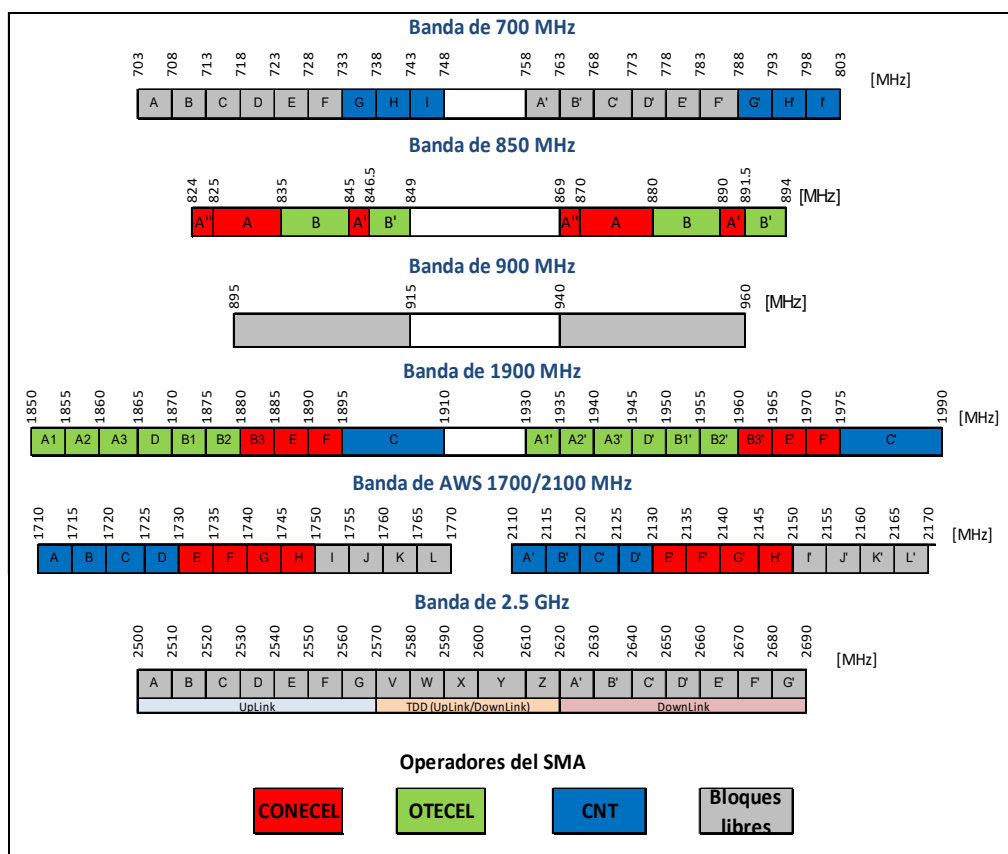 Banda de 700 MHz
703 708 713 718 723 728 733 738 743 748 758 763 768 773 778 783 788 793 798 803 [MHz]
A B C D E F G H I A' B' C' D' E' F' G' H' I'
Banda de 850 MHz
824 825 835 845 846.5 849 869 870 880 890 891.5 894 [MHz]
A'' A B A' B' A'' A B A' B'
Banda de 900 MHz
895 915 940 960 [MHz]
Banda de 1900 MHz
1850 1855 1860 1865 1870 1875 1880 1885 1890 1895 1910 1930 1935 1940 1945 1950 1955 1960 1965 1970 1975 1990 [MHz]
A1 A2 A3 D B1 B2 B3 E F C A1' A2' A3' D' B1' B2' B3' E' F' C'
Banda de AWS 1700/2100 MHz
1710 1715 1720 1725 1730 1735 1740 1745 1750 1755 1760 1765 1770 2110 2115 2120 2125 2130 2135 2140 2145 2150 2155 2160 2165 2170 [MHz]
A B C D E F G H I J K L A' B' C' D' E' F' G' H' I' J' K' L'
Banda de 2.5 GHz
2500 2510 2520 2530 2540 2550 2560 2570 2580 2590 2600 2610 2620 2630 2640 2650 2660 2670 2680 2690 [MHz]
A B C D E F G V W X Y Z A' B' C' D' E' F' G'
UpLink TDD (UpLink/DownLink) DownLink
Operadores del SMA
CONECEL OTECEL CNT Bloques
libres